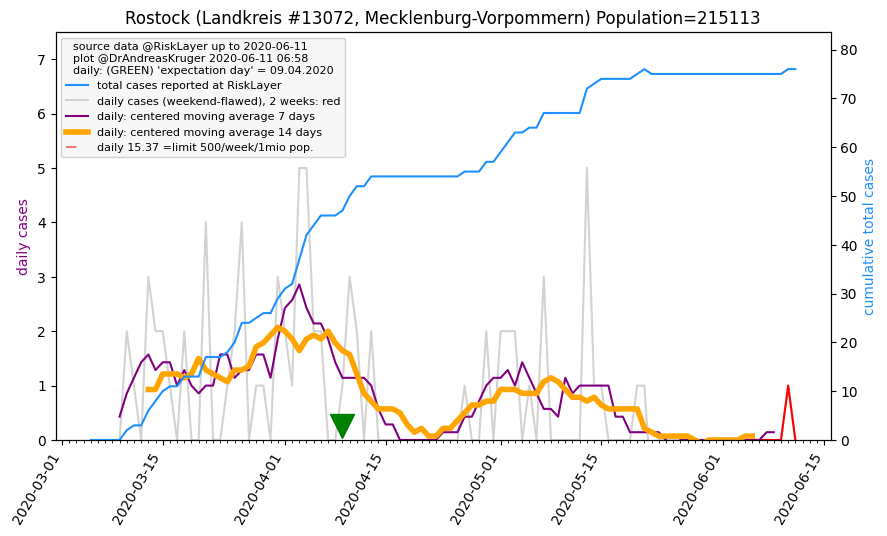 Rostock (Landkreis #13072, Mecklenburg-Vorpommern) Population=215113
source data @RiskLayer up to 2020-06-11
plot @DrAndreasKruger 2020-06-11 06:58
daily: (GREEN) 'expectation day' = 09.04.2020
total cases reported at RiskLayer
daily cases (weekend-flawed), 2 weeks: red
daily: centered moving average 7 days
daily: centered moving average 14 days
daily 15.37 =limit 500/week/1mio pop.
daily cases
7
6
5
4
3
2
1
0
cumulative total cases
80
70
60
50
40
30
20
10
0
2020-03-01
2020-03-15
2020-04-01
2020-04-15
2020-05-01
2020-05-15
2020-06-01
2020-06-15